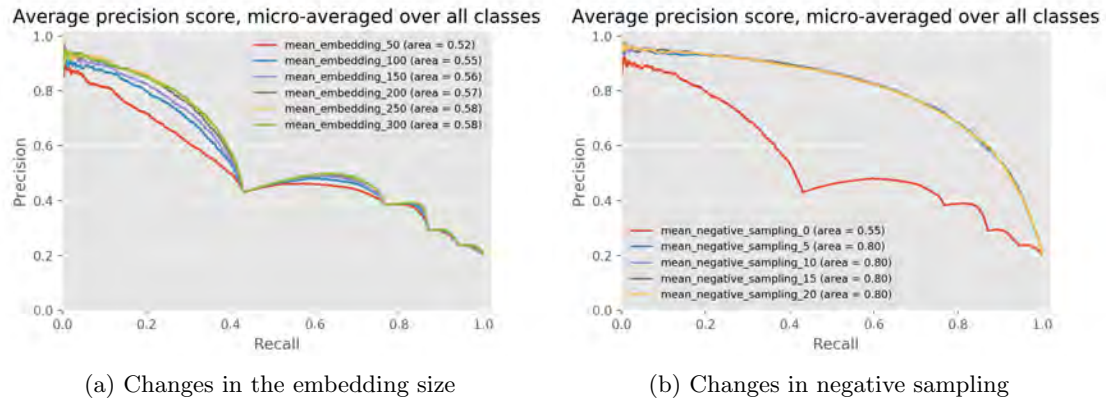 Average precision score, micro-averaged over all classes
1.0
0.8
0.6
0.4
0.2
0.0
Precision
mean_embedding_50 (area = 0.52)
mean_embedding_100 (area = 0.55)
mean_embedding_150 (area = 0.56)
mean_embedding_200 (area = 0.57)
mean_embedding_250 (area = 0.58)
mean_embedding_300 (area = 0.58)
0.0 0.2 0.4 0.6 0.8 1.0
Recall
(a) Changes in the embedding size
Average precision score, micro-averaged over all classes
1.0
0.8
0.6
0.4
0.2
0.0
Precision
mean_negative_sampling_0 (area = 0.55)
mean_negative_sampling_5 (area = 0.80)
mean_negative_sampling_10 (area = 0.80)
mean_negative_sampling_15 (area = 0.80)
mean_negative_sampling_20 (area = 0.80)
0.0 0.2 0.4 0.6 0.8 1.0
Recall
(b) Changes in negative sampling